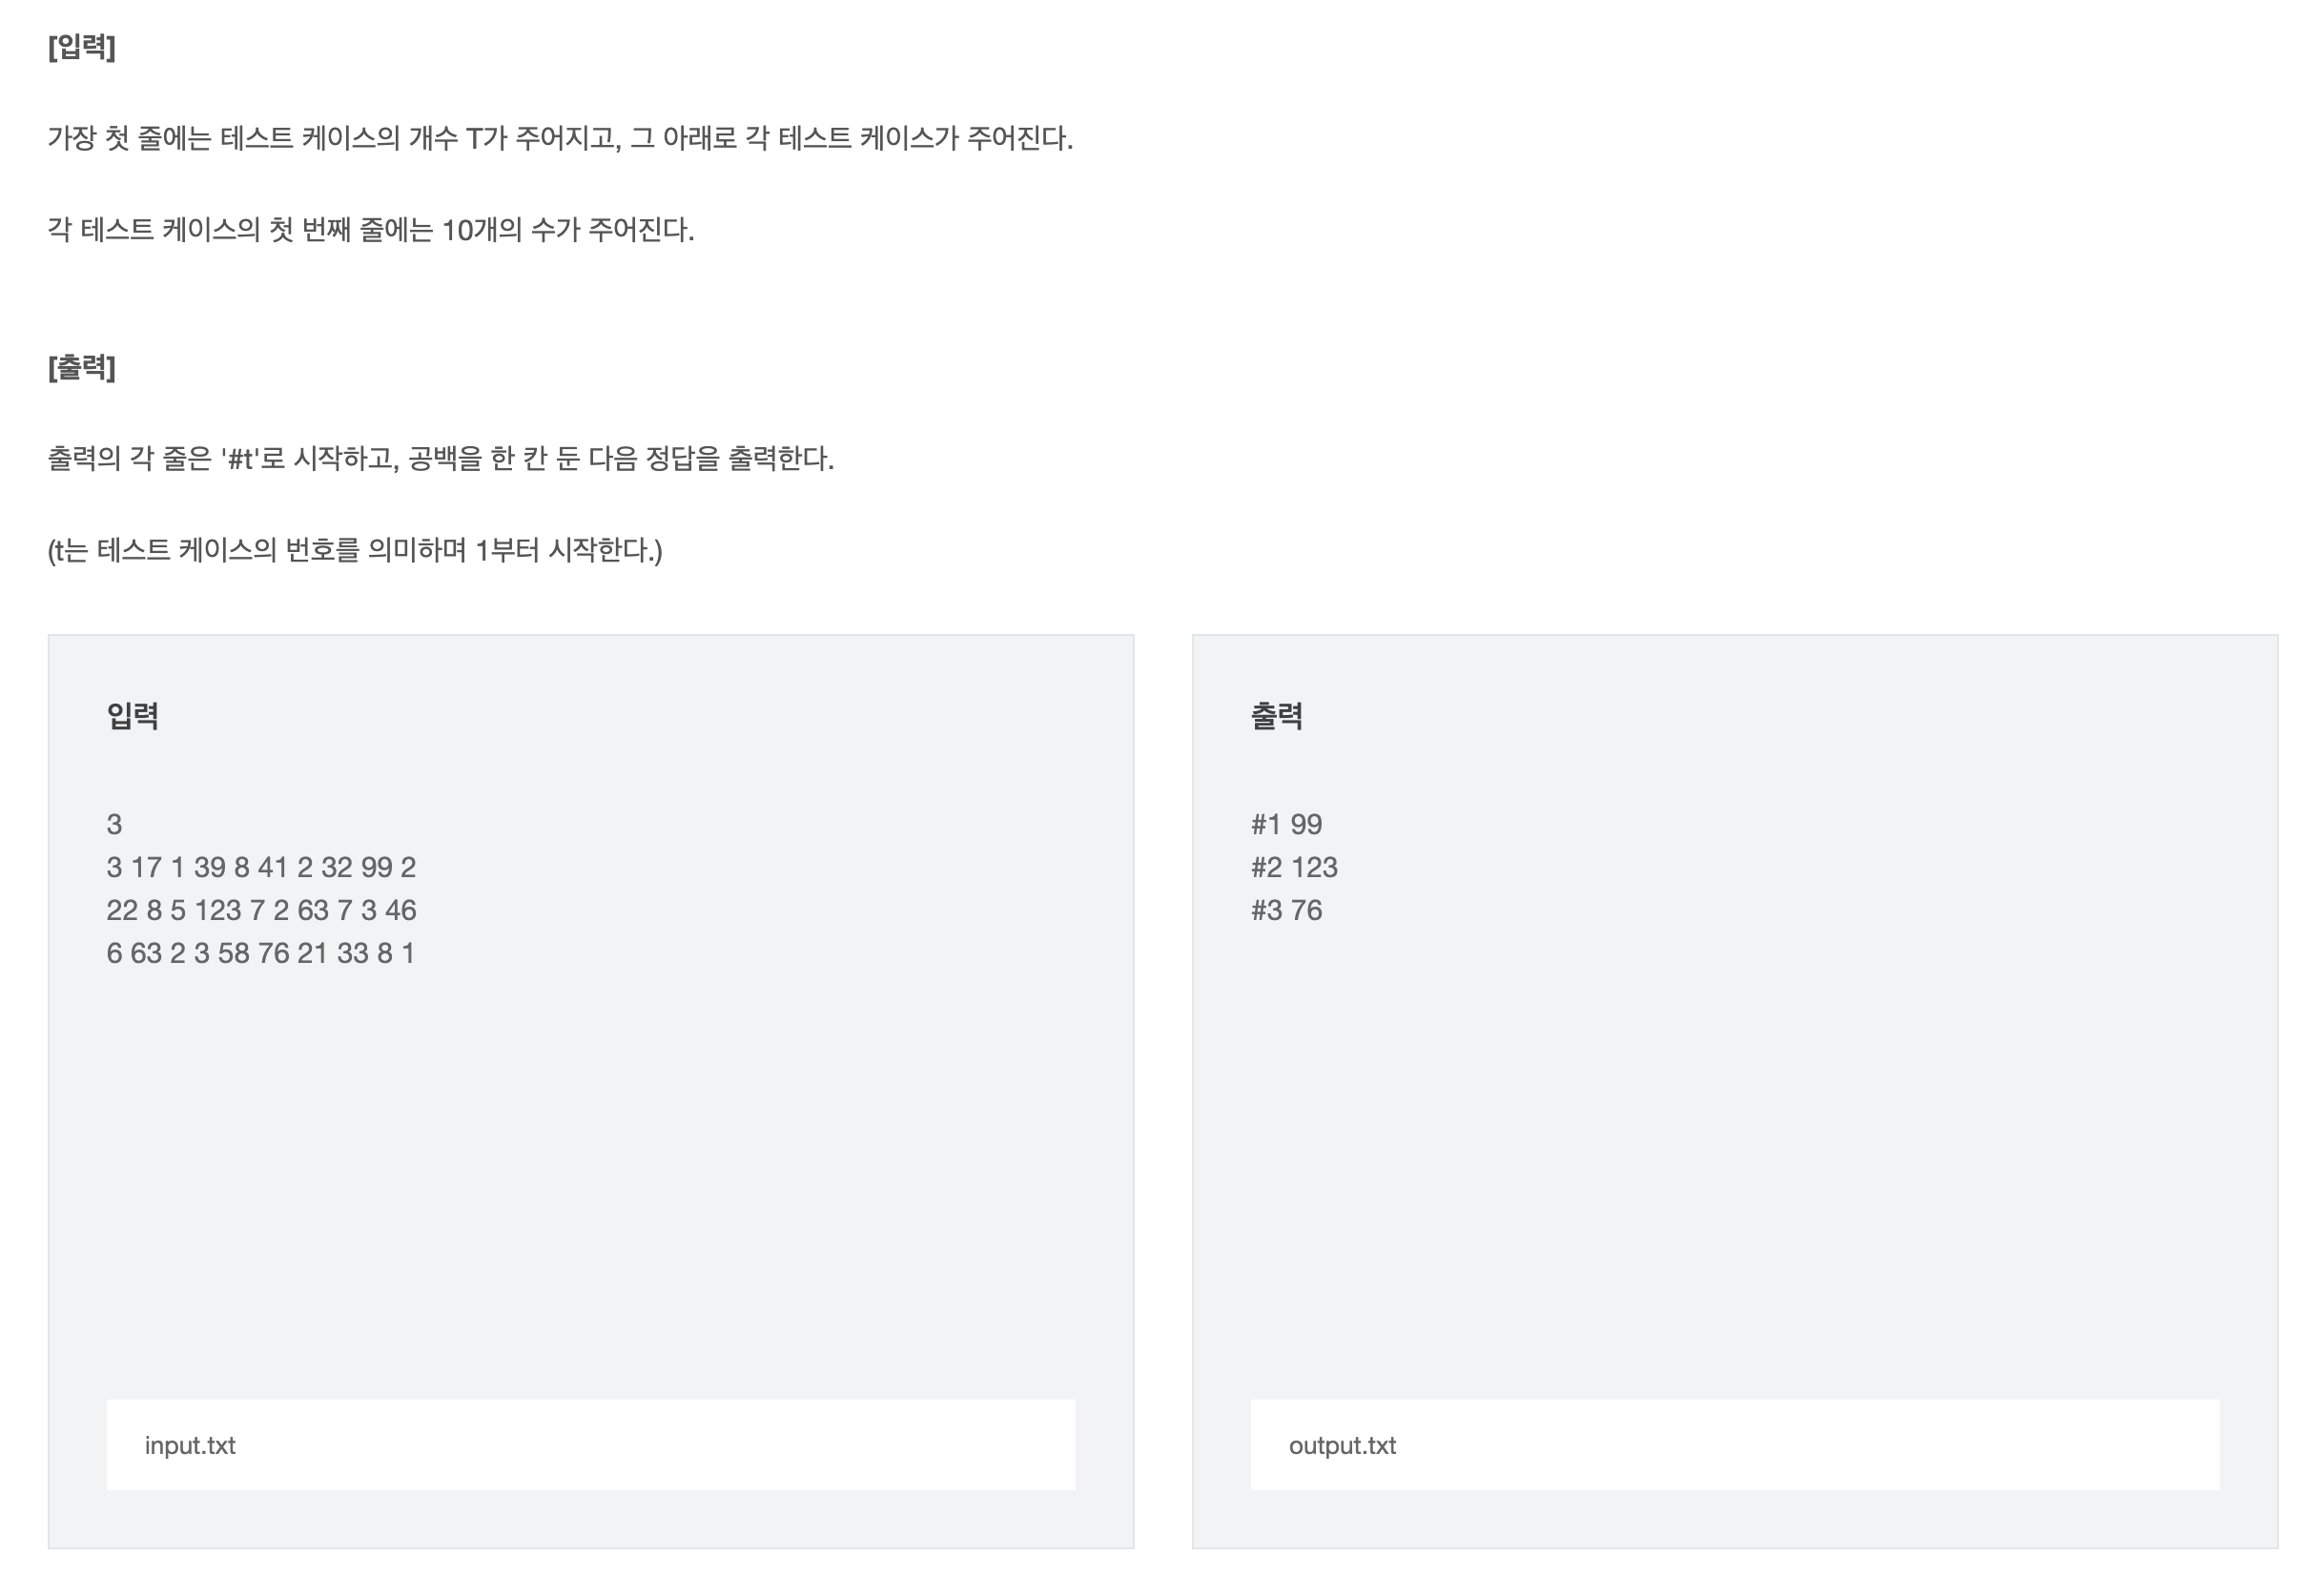 [입력]
가장 첫 줄에는 테스트 케이스의 개수 T가 주어지고, 그 아래로 각 테스트 케이스가 주어진다.
각 테스트 케이스의 첫 번째 줄에는 10개의 수가 주어진다.
[출력]
출력의 각 줄은 '#t'로 시작하고, 공백을 한 칸 둔 다음 정답을 출력한다.
(t는 테스트 케이스의 번호를 의미하며 1부터 시작한다.)
입력
3
3 17 1 39 8 41 2 32 99 2
22 8 5 123 7 2 63 7 3 46
6 63 2 3 58 76 21 33 8 1
input.txt
출력
#1 99
#2 123
#3 76
output.txt